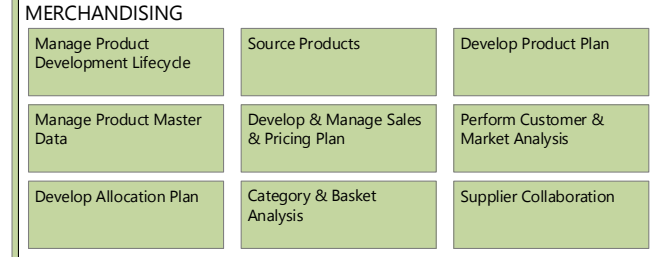 MERCHANDISING
Manage Product
Development Lifecycle
Source Products
Develop Product Plan
Manage Product Master
Data
Develop & Manage Sales
& Pricing Plan
Perform Customer &
Market Analysis
Develop Allocation Plan
Category & Basket
Analysis
Supplier Collaboration